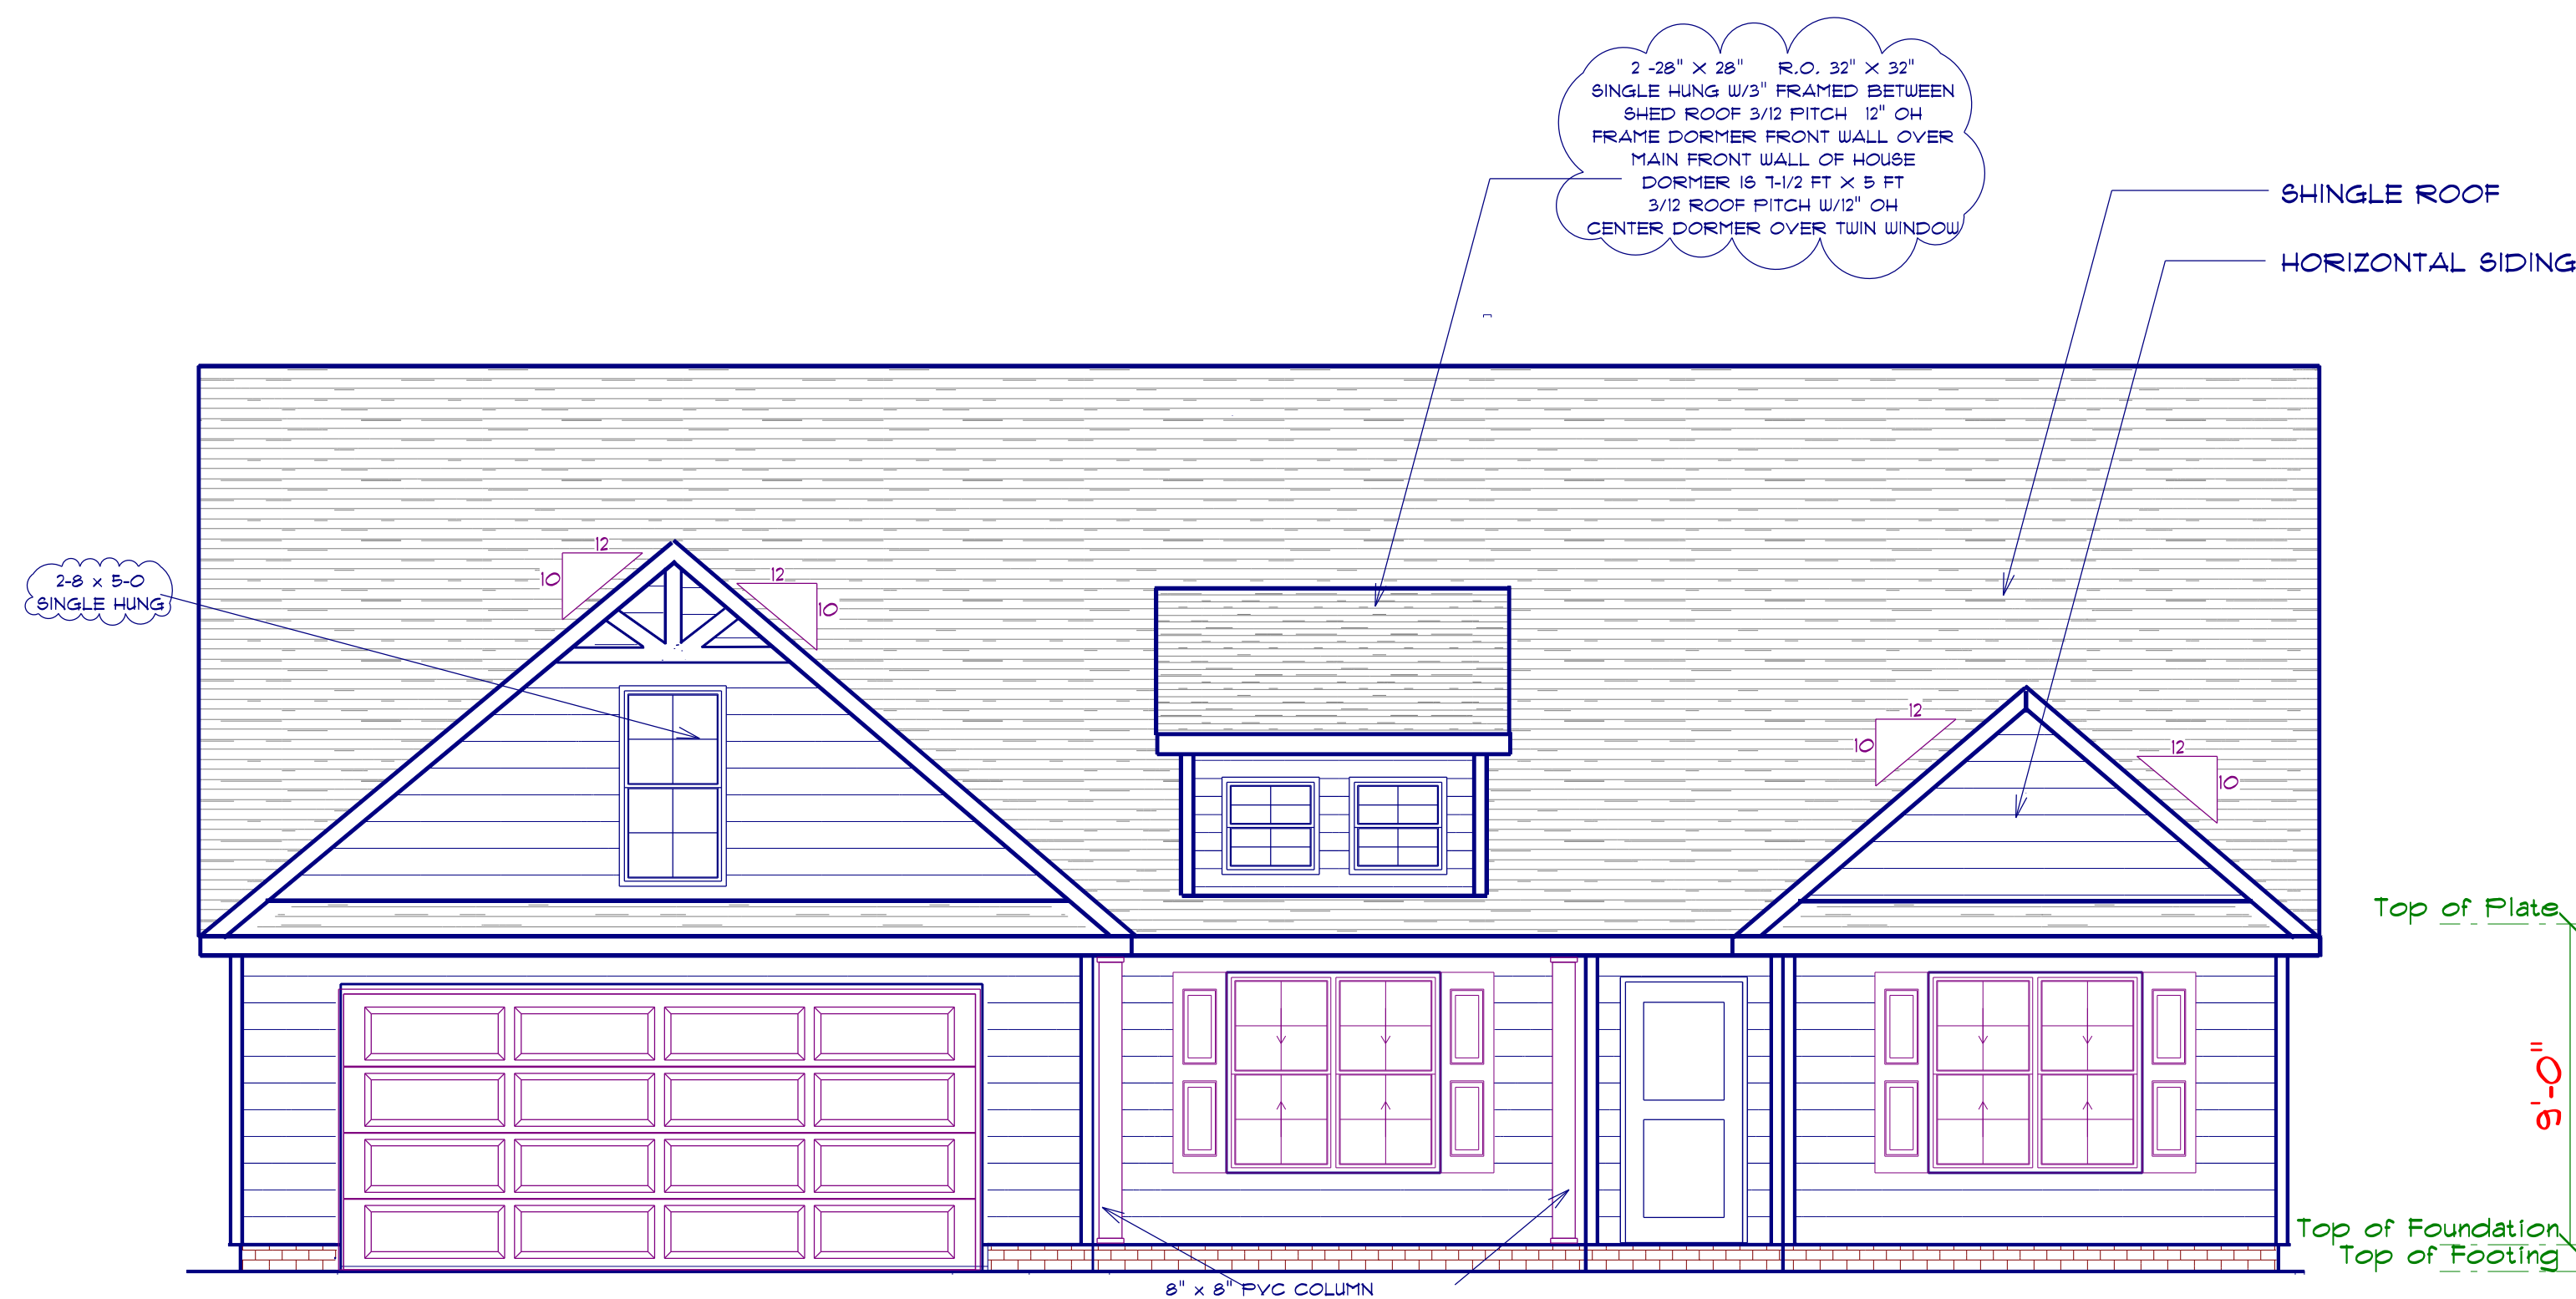 2 -28" X 28"    R.O. 32" X 32"
SINGLE HUNG W/3" FRAMED BETWEEN
SHED ROOF 3/12 PITCH  12" OH
FRAME DORMER FRONT WALL OVER
MAIN FRONT WALL OF HOUSE
DORMER IS 7-1/2 FT X 5 FT
3/12 ROOF PITCH W/12" OH
CENTER DORMER OVER TWIN WINDOW
SHINGLE ROOF
HORIZONTAL SIDING
2-8 x 5-0
SINGLE HUNG
12
10
12
10
12
10
12
10
Top of Plate
9'-0"
Top of Foundation
Top of Footing
8" x 8" PVC COLUMN